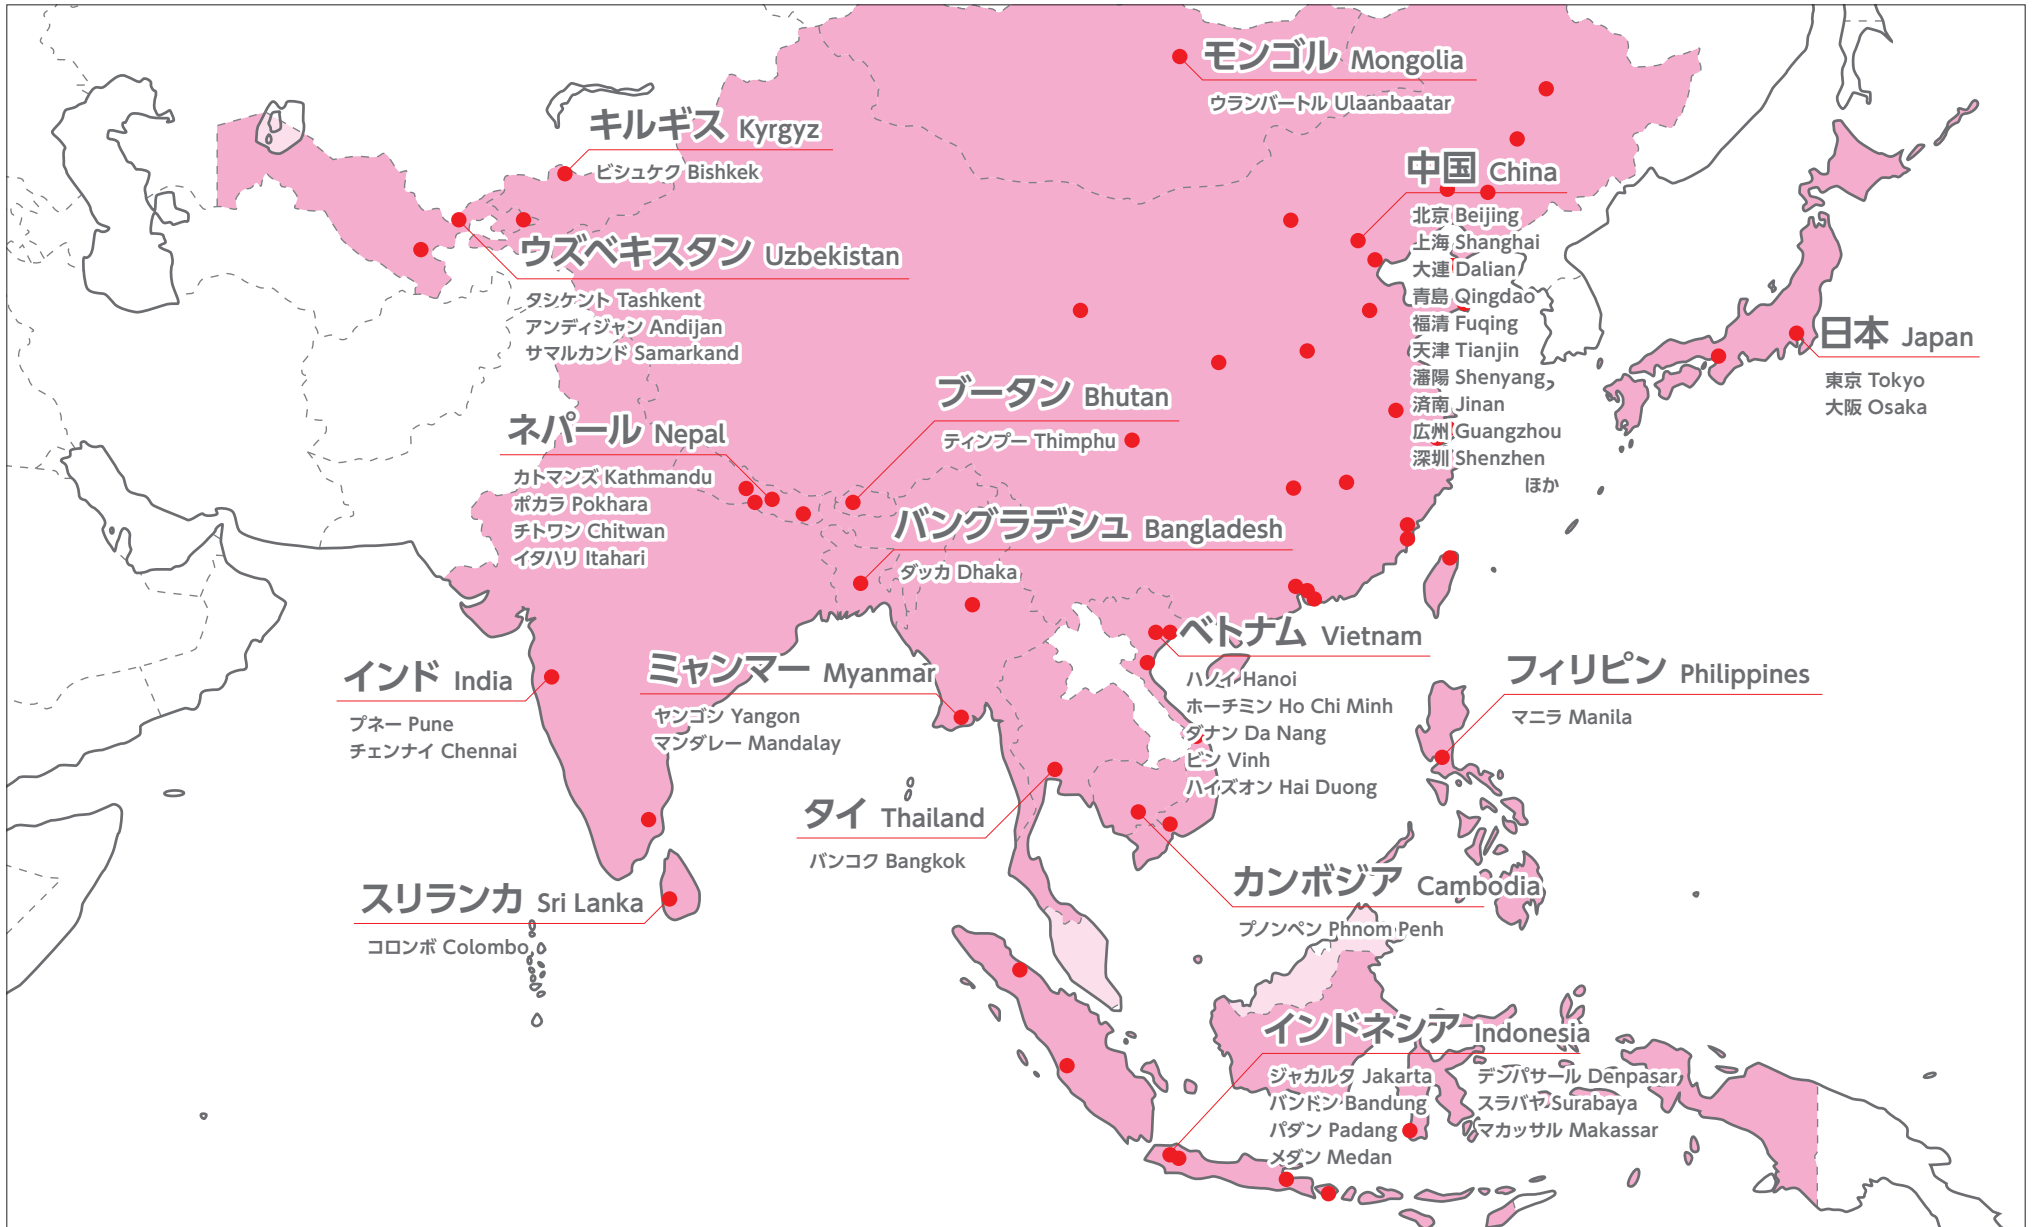 モンゴル Mongolia
ウランバートル Ulaanbaatar
キルギス Kyrgyz
ビシュケク Bishkek
中国 China
北京 Beijing
上海 Shanghai
大連 Dalian
青島 Qingdao
福清 Fuqing
天津 Tianjin
瀋陽 Shenyang
済南 Jinan
広州 Guangzhou
深圳 Shenzhen
ほか
ウズベキスタン Uzbekistan
タシケント Tashkent
アンディジャン Andijan
サマルカンド Samarkand
日本 Japan
東京 Tokyo
大阪 Osaka
ブータン Bhutan
ティンプー Thimphu
ネパール Nepal
カトマンズ Kathmandu
ポカラ Pokhara
チトワン Chitwan
イタハリ Itahari
バングラデシュ Bangladesh
ダッカ Dhaka
ベトナム Vietnam
ハノイ Hanoi
ホーチミン Ho Chi Minh
ダナン Da Nang
ビン Vinh
ハイズオン Hai Duong
インド India
プネー Pune
チェンナイ Chennai
ミャンマー Myanmar
ヤンゴン Yangon
マンダレー Mandalay
フィリピン Philippines
マニラ Manila
タイ Thailand
バンコク Bangkok
カンボジア Cambodia
プノンペン Phnom Penh
スリランカ Sri Lanka
コロンボ Colombo
インドネシア Indonesia
ジャカルタ Jakarta
バンドン Bandung
パダン Padang
メダン Medan
デンパサール Denpasar
スラバヤ Surabaya
マカッサル Makassar